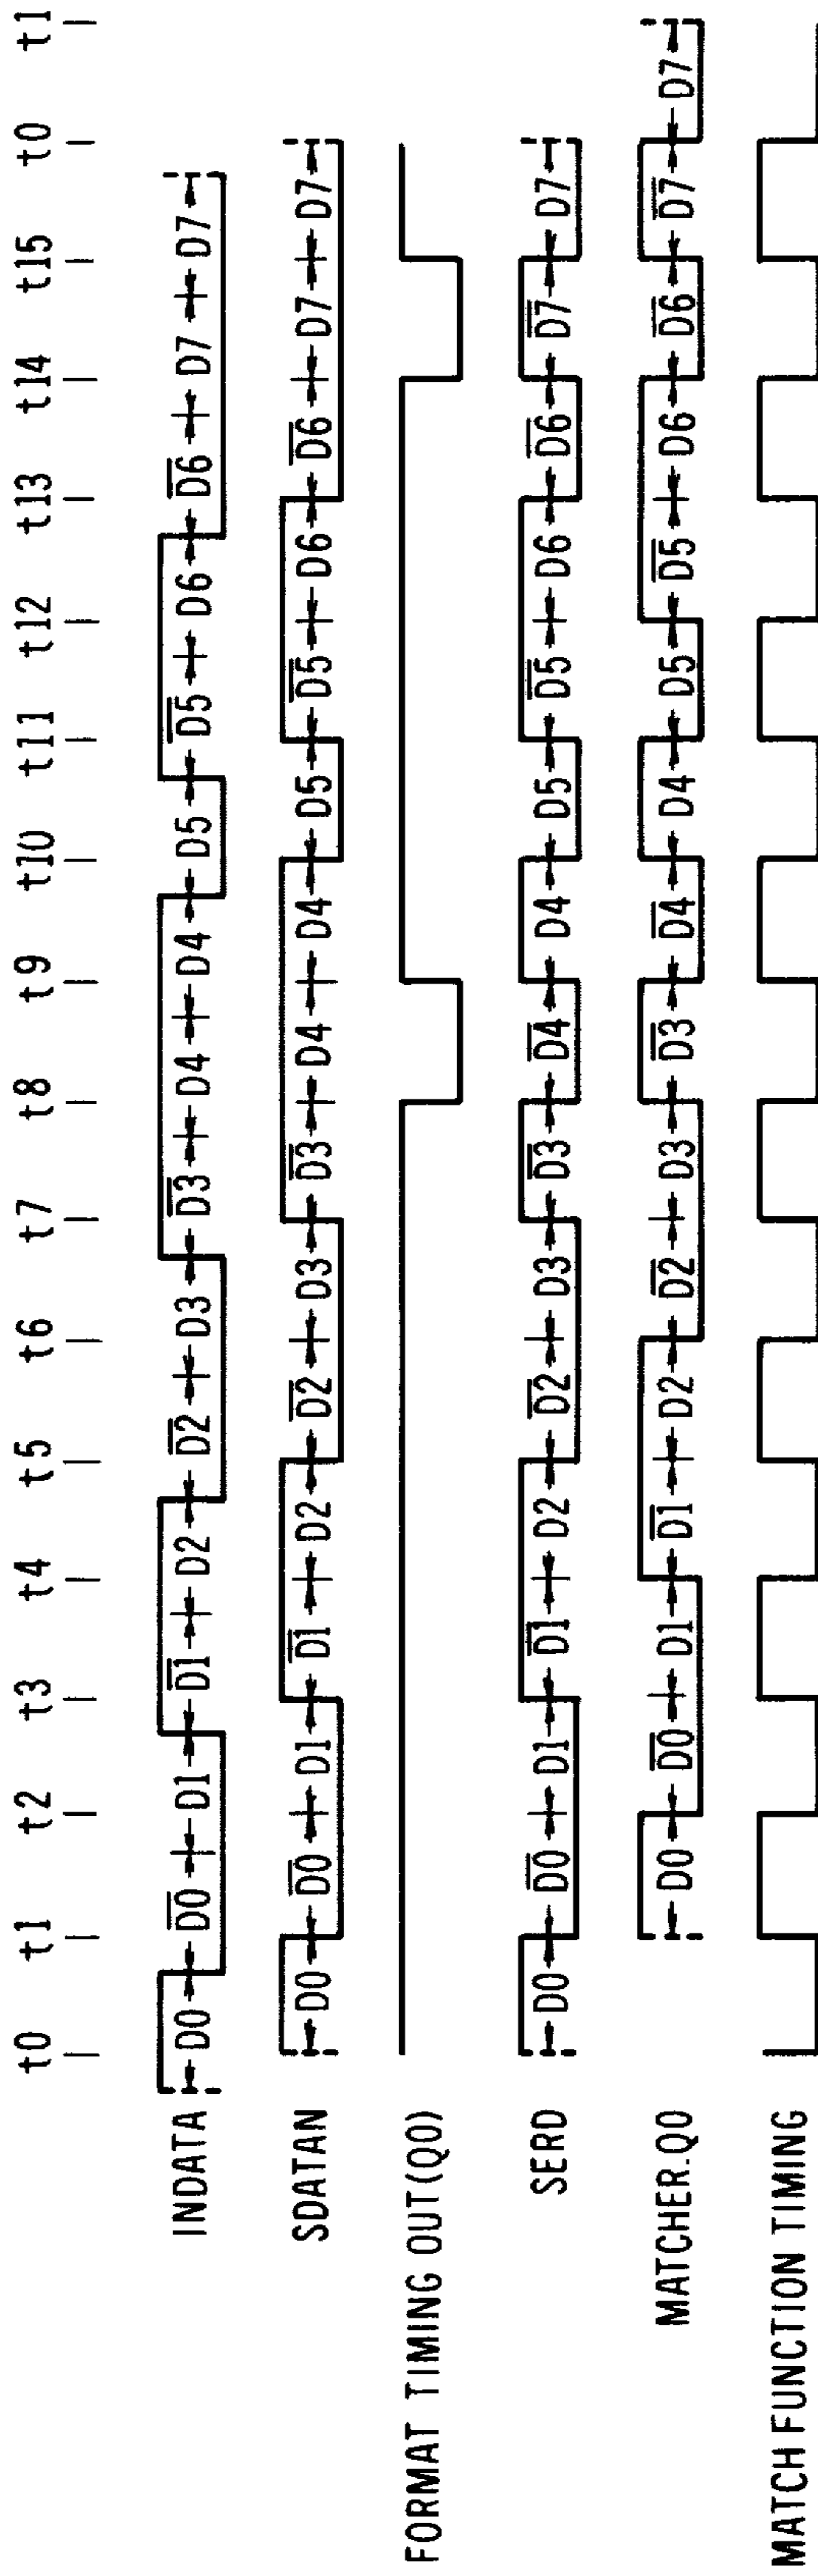 t0 t1 t2 t3 t4 t5 t6 t7 t8 t9 t10 t11 t12 t13 t14 t15 t0 t1
INDATA D0 D̅0̅ D1 D̅1̅ D2 D̅2̅ D3 D̅3̅ D4 D4 D5 D̅5̅ D6 D̅6̅ D7 D7
SDATAN D0 D̅0̅ D1 D̅1̅ D2 D̅2̅ D3 D̅3̅ D4 D4 D5 D̅5̅ D6 D̅6̅ D7 D7
FORMAT TIMING OUT(Q0)
SERD D0 D̅0̅ D1 D̅1̅ D2 D̅2̅ D3 D̅3̅ D̅4̅ D4 D5 D̅5̅ D6 D̅6̅ D̅7̅ D7
MATCHER.Q0 D0 D̅0̅ D1 D̅1̅ D2 D̅2̅ D3 D̅3̅ D̅4̅ D4 D5 D̅5̅ D6 D̅6̅ D̅7̅ D7
MATCH FUNCTION TIMING